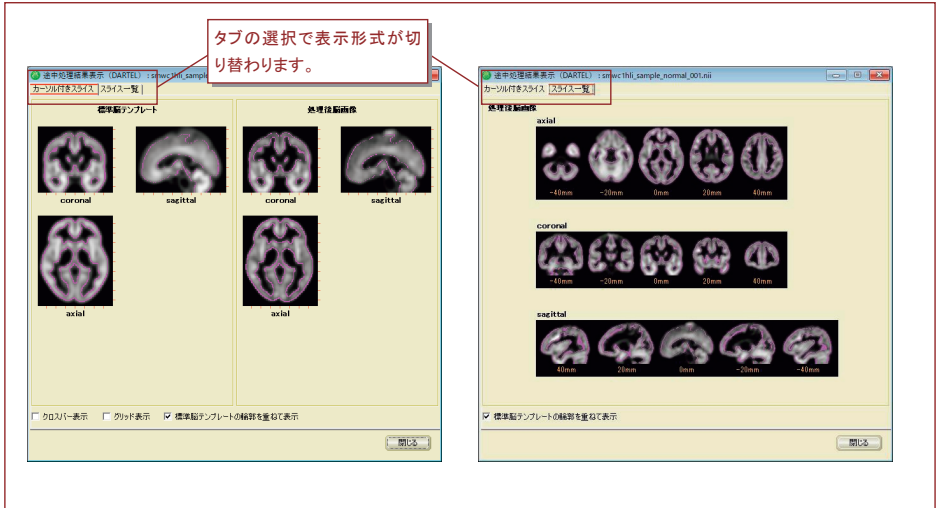 タブの選択で表示形式が切
り替わります。
途中処理結果表示 (DARTEL) : smwc1hli_sample
カーソル付きスライス スライス一覧
標準脳テンプレート
処理後脳画像
coronal
sagittal
coronal
sagittal
axial
axial
クロスバー表示
グリッド表示
標準脳テンプレートの輪郭を重ねて表示
閉じる
途中処理結果表示 (DARTEL) : smwc1hli_sample_normal_001.nii
カーソル付きスライス スライス一覧
処理後脳画像
axial
-40mm -20mm 0mm 20mm 40mm
coronal
-40mm -20mm 0mm 20mm 40mm
sagittal
40mm 20mm 0mm -20mm -40mm
標準脳テンプレートの輪郭を重ねて表示
閉じる